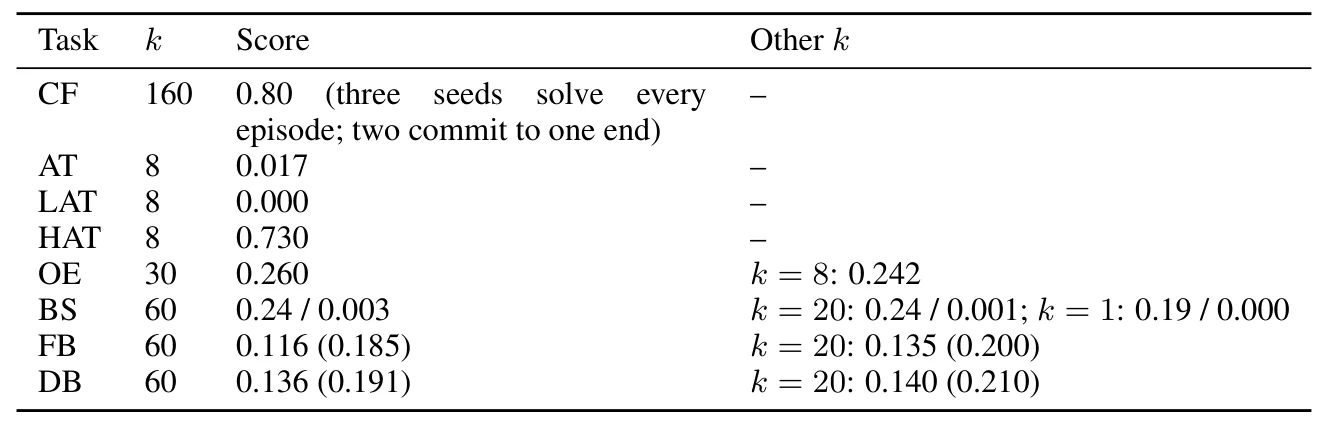 Task k Score Other k
CF 160 0.80 (three seeds solve every –
episode; two commit to one end)
AT 8 0.017 –
LAT 8 0.000 –
HAT 8 0.730 –
OE 30 0.260 k = 8: 0.242
BS 60 0.24 / 0.003 k = 20: 0.24 / 0.001; k = 1: 0.19 / 0.000
FB 60 0.116 (0.185) k = 20: 0.135 (0.200)
DB 60 0.136 (0.191) k = 20: 0.140 (0.210)